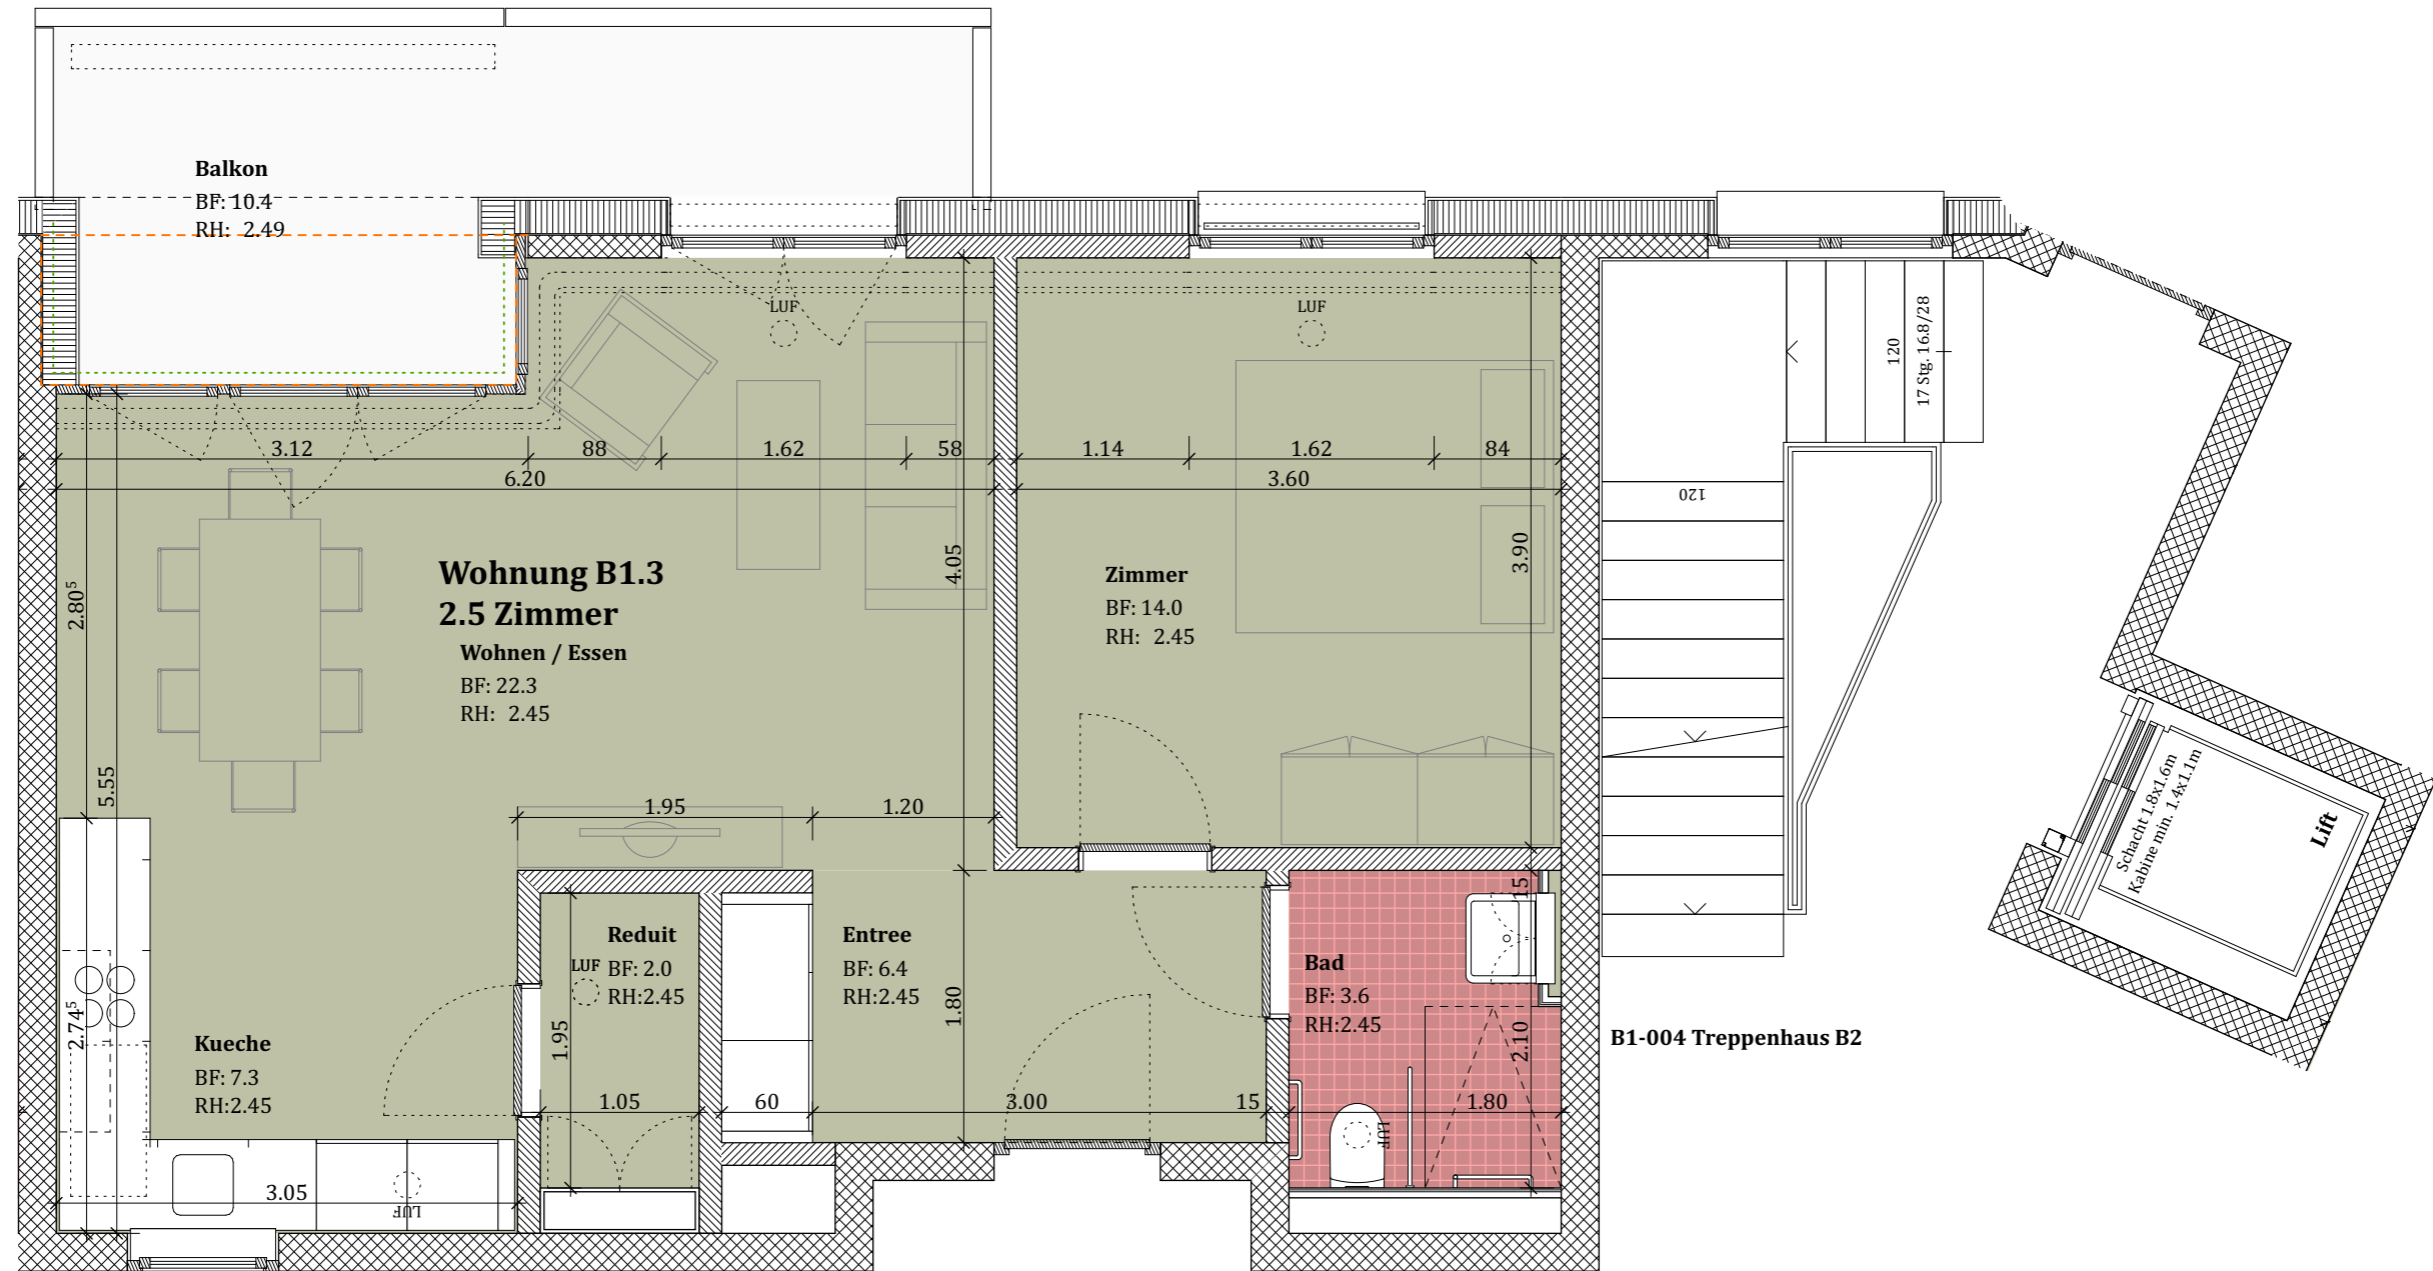 Balkon
BF: 10.4
RH: 2.49
LUF
LUF
120
17 Stg. 16.8/28
3.12
88
1.62
58
1.14
1.62
84
6.20
3.60
120
Wohnung B1.3
2.5 Zimmer
Wohnen / Essen
BF: 22.3
RH: 2.45
4.05
3.90
2.80⁵
Zimmer
BF: 14.0
RH: 2.45
5.55
1.95
1.20
Schacht 1.8x1.6m
Kabine min. 1.4x1.1m
Lift
Reduit
LUF
BF: 2.0
RH:2.45
Entree
BF: 6.4
RH:2.45
15
Bad
BF: 3.6
RH:2.45
2.74⁵
1.95
1.80
2.10
Kueche
BF: 7.3
RH:2.45
B1-004 Treppenhaus B2
1.05
60
3.00
15
1.80
LUF
3.05
LUF